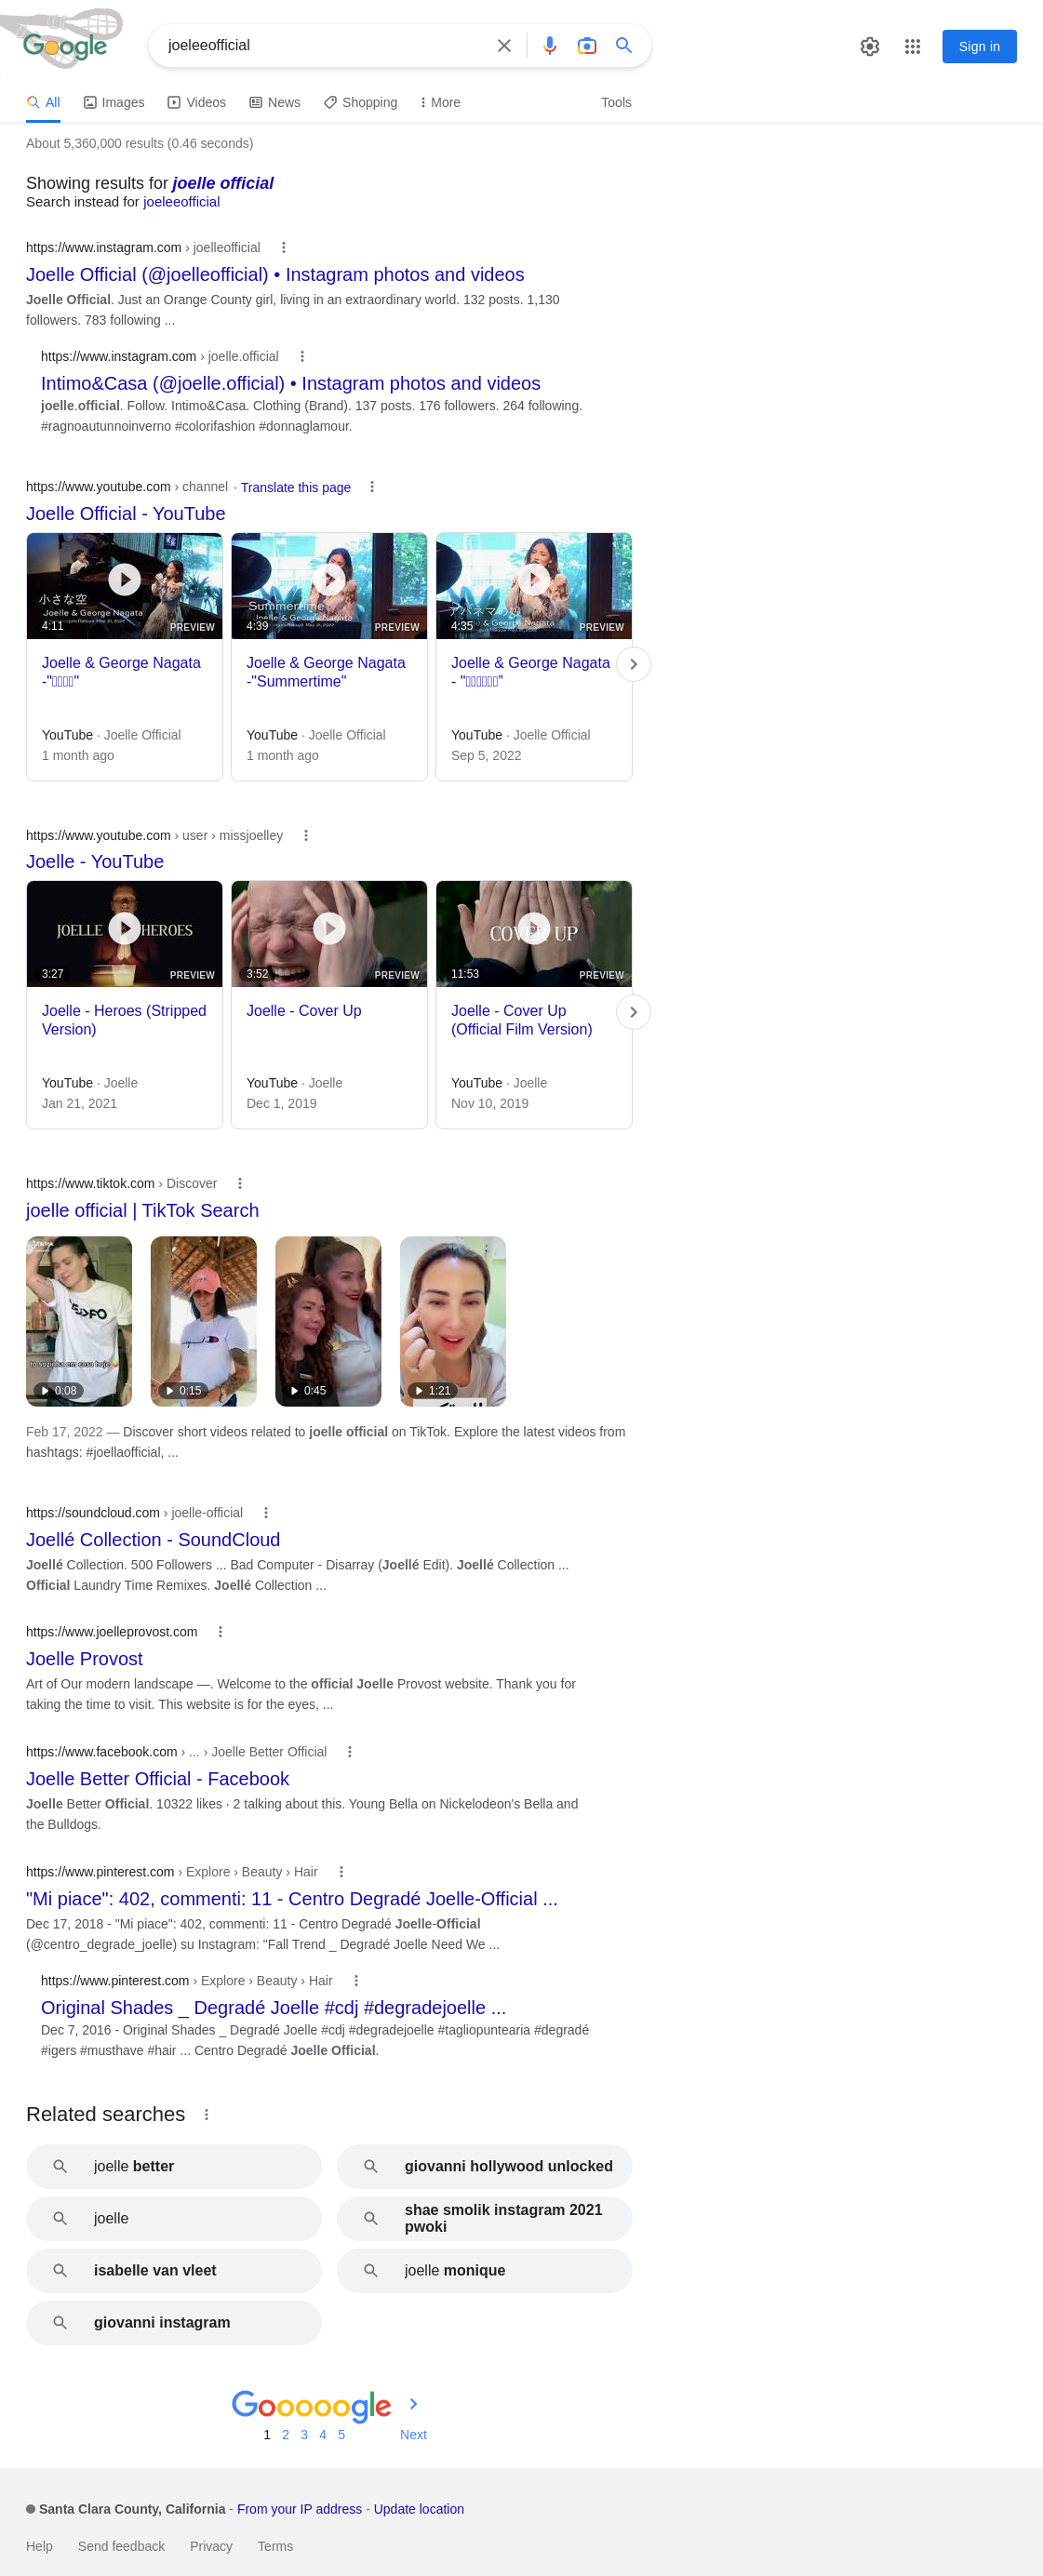 Google
joeleeofficial
Sign in
All
Images
Videos
News
Shopping
More
Tools
About 5,360,000 results (0.46 seconds)
Showing results for joelle official
Search instead for joeleeofficial
https://www.instagram.com › joelleofficial
Joelle Official (@joelleofficial) • Instagram photos and videos
Joelle Official. Just an Orange County girl, living in an extraordinary world. 132 posts. 1,130
followers. 783 following ...
https://www.instagram.com › joelle.official
Intimo&Casa (@joelle.official) • Instagram photos and videos
joelle.official. Follow. Intimo&Casa. Clothing (Brand). 137 posts. 176 followers. 264 following.
#ragnoautunnoinverno #colorifashion #donnaglamour.
https://www.youtube.com › channel · Translate this page
Joelle Official - YouTube
小さな空
Joelle & George Nagata
4:11
PREVIEW
Summertime
Joelle & George Nagata
4:39
PREVIEW
& George Nagata
4:35
PREVIEW
Joelle & George Nagata
-"▯▯▯▯"
Joelle & George Nagata
-"Summertime"
Joelle & George Nagata
- "▯▯▯▯▯▯”
YouTube · Joelle Official
1 month ago
YouTube · Joelle Official
1 month ago
YouTube · Joelle Official
Sep 5, 2022
https://www.youtube.com › user › missjoelley
Joelle - YouTube
JOELLE HEROES
3:27
PREVIEW
3:52
PREVIEW
COVER UP
11:53
PREVIEW
Joelle - Heroes (Stripped
Version)
Joelle - Cover Up
Joelle - Cover Up
(Official Film Version)
YouTube · Joelle
Jan 21, 2021
YouTube · Joelle
Dec 1, 2019
YouTube · Joelle
Nov 10, 2019
https://www.tiktok.com › Discover
joelle official | TikTok Search
TikTok
to sozinha em casa hoje
0:08
0:15
0:45
1:21
Feb 17, 2022 — Discover short videos related to joelle official on TikTok. Explore the latest videos from
hashtags: #joellaofficial, ...
https://soundcloud.com › joelle-official
Joellé Collection - SoundCloud
Joellé Collection. 500 Followers ... Bad Computer - Disarray (Joellé Edit). Joellé Collection ...
Official Laundry Time Remixes. Joellé Collection ...
https://www.joelleprovost.com
Joelle Provost
Art of Our modern landscape —. Welcome to the official Joelle Provost website. Thank you for
taking the time to visit. This website is for the eyes, ...
https://www.facebook.com › ... › Joelle Better Official
Joelle Better Official - Facebook
Joelle Better Official. 10322 likes · 2 talking about this. Young Bella on Nickelodeon's Bella and
the Bulldogs.
https://www.pinterest.com › Explore › Beauty › Hair
"Mi piace": 402, commenti: 11 - Centro Degradé Joelle-Official ...
Dec 17, 2018 - "Mi piace": 402, commenti: 11 - Centro Degradé Joelle-Official
(@centro_degrade_joelle) su Instagram: "Fall Trend _ Degradé Joelle Need We ...
https://www.pinterest.com › Explore › Beauty › Hair
Original Shades _ Degradé Joelle #cdj #degradejoelle ...
Dec 7, 2016 - Original Shades _ Degradé Joelle #cdj #degradejoelle #tagliopuntearia #degradé
#igers #musthave #hair ... Centro Degradé Joelle Official.
Related searches
joelle better
giovanni hollywood unlocked
joelle
shae smolik instagram 2021
pwoki
isabelle van vleet
joelle monique
giovanni instagram
Goooooogle
1 2 3 4 5 Next
Santa Clara County, California - From your IP address - Update location
Help Send feedback Privacy Terms